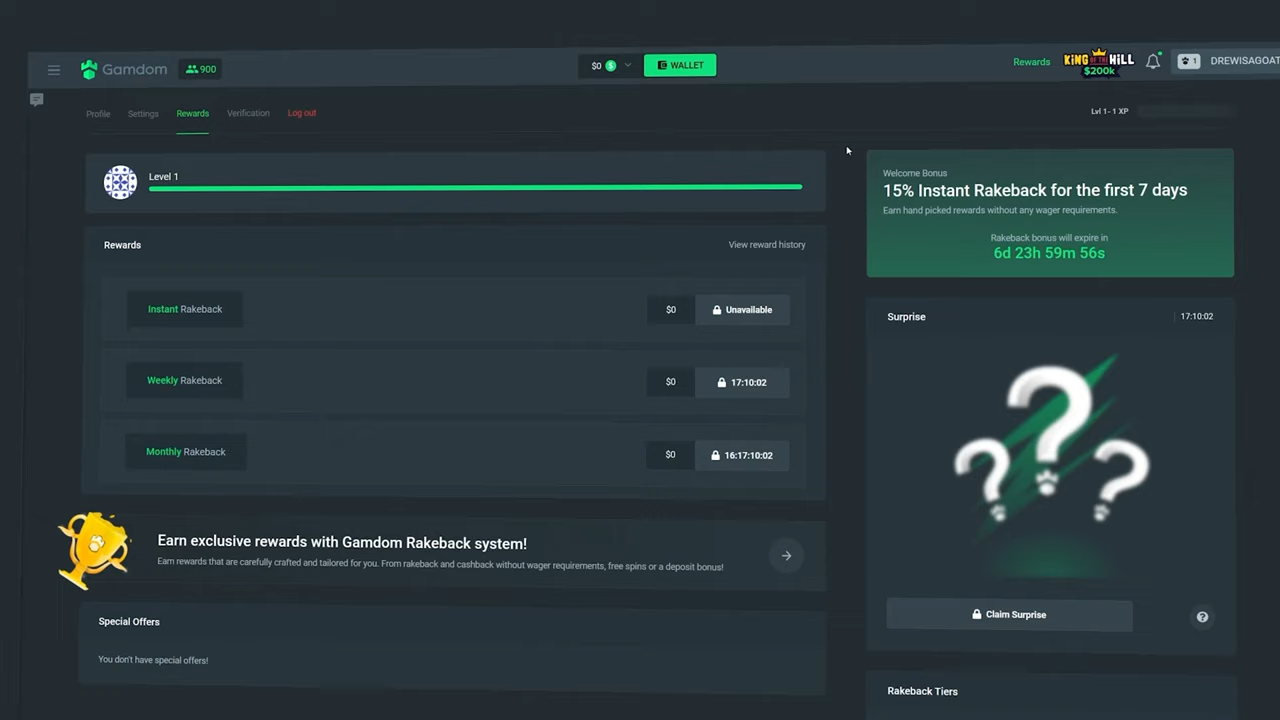 Gamdom
900
$0
WALLET
Rewards
KING OF THE HILL
$200k
1
DREWISAGOAT
Profile
Settings
Rewards
Verification
Log out
Lvl 1- 1 XP
Level 1
Welcome Bonus
15% Instant Rakeback for the first 7 days
Earn hand picked rewards without any wager requirements.
Rakeback bonus will expire in
6d 23h 59m 56s
Rewards
View reward history
Instant Rakeback
$0
Unavailable
Weekly Rakeback
$0
17:10:02
Monthly Rakeback
$0
16:17:10:02
Surprise
17:10:02
Claim Surprise
Earn exclusive rewards with Gamdom Rakeback system!
Earn rewards that are carefully crafted and tailored for you. From rakeback and cashback without wager requirements, free spins or a deposit bonus!
Special Offers
You don't have special offers!
Rakeback Tiers